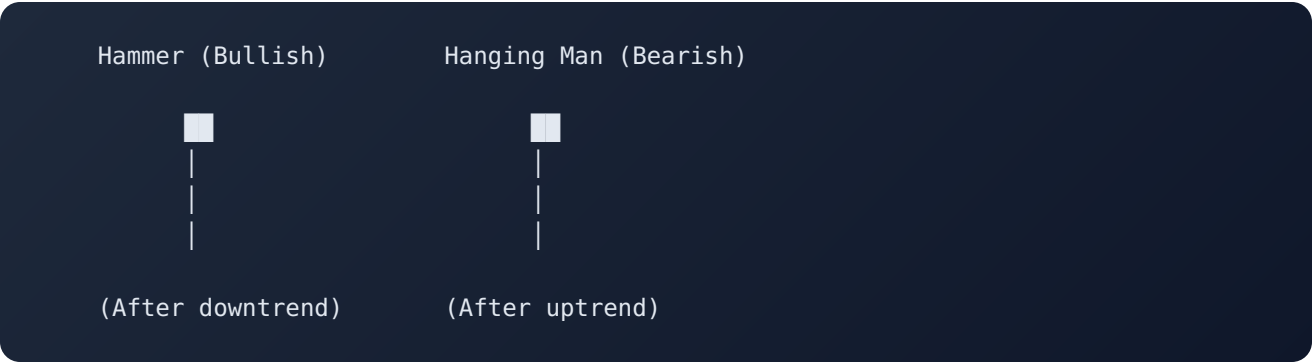 Hammer (Bullish)        Hanging Man (Bearish)
██                      ██
|                       |
|                       |
|                       |
(After downtrend)       (After uptrend)